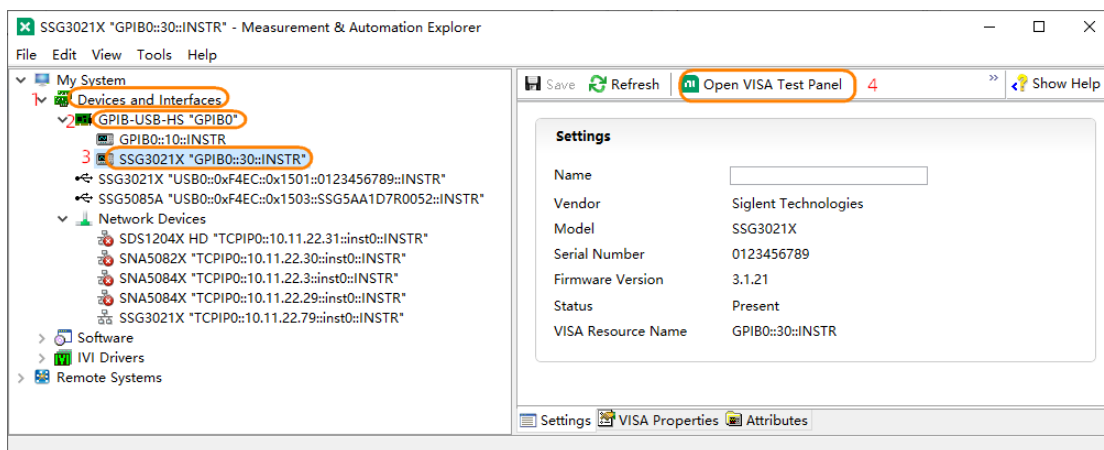 SSG3021X "GPIB0::30::INSTR" - Measurement & Automation Explorer
File Edit View Tools Help
My System
1 Devices and Interfaces
2 GPIB-USB-HS "GPIB0"
GPIB0::10::INSTR
3 SSG3021X "GPIB0::30::INSTR"
SSG3021X "USB0::0xF4EC::0x1501::0123456789::INSTR"
SSG5085A "USB0::0xF4EC::0x1503::SSG5AA1D7R0052::INSTR"
Network Devices
SDS1204X HD "TCPIP0::10.11.22.31::inst0::INSTR"
SNA5082X "TCPIP0::10.11.22.30::inst0::INSTR"
SNA5084X "TCPIP0::10.11.22.3::inst0::INSTR"
SNA5084X "TCPIP0::10.11.22.29::inst0::INSTR"
SSG3021X "TCPIP0::10.11.22.79::inst0::INSTR"
Software
IVI Drivers
Remote Systems
Save Refresh Open VISA Test Panel 4 » Show Help
Settings
Name
Vendor Siglent Technologies
Model SSG3021X
Serial Number 0123456789
Firmware Version 3.1.21
Status Present
VISA Resource Name GPIB0::30::INSTR
Settings VISA Properties Attributes